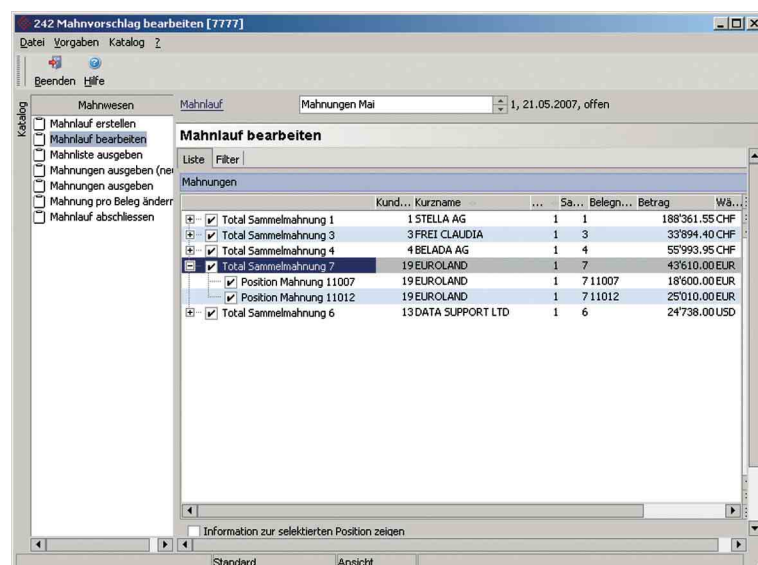 242 Mahnvorschlag bearbeiten [7777]
Datei Vorgaben Katalog ?
Beenden Hilfe
Katalog
Mahnwesen
Mahnlauf erstellen
Mahnlauf bearbeiten
Mahnliste ausgeben
Mahnungen ausgeben (neu
Mahnungen ausgeben
Mahnung pro Beleg ändern
Mahnlauf abschliessen
Mahnlauf Mahnungen Mai 1, 21.05.2007, offen
Mahnlauf bearbeiten
Liste Filter
Mahnungen
Kund... Kurzname ... Sa... Belegn... Betrag Wä...
Total Sammelmahnung 1 1 STELLA AG 1 1 188'361.55 CHF
Total Sammelmahnung 3 3 FREI CLAUDIA 1 3 33'894.40 CHF
Total Sammelmahnung 4 4 BELADA AG 1 4 55'993.95 CHF
Total Sammelmahnung 7 19 EUROLAND 1 7 43'610.00 EUR
Position Mahnung 11007 19 EUROLAND 1 7 11007 18'600.00 EUR
Position Mahnung 11012 19 EUROLAND 1 7 11012 25'010.00 EUR
Total Sammelmahnung 6 13 DATA SUPPORT LTD 1 6 24'738.00 USD
Information zur selektierten Position zeigen
Standard Ansicht